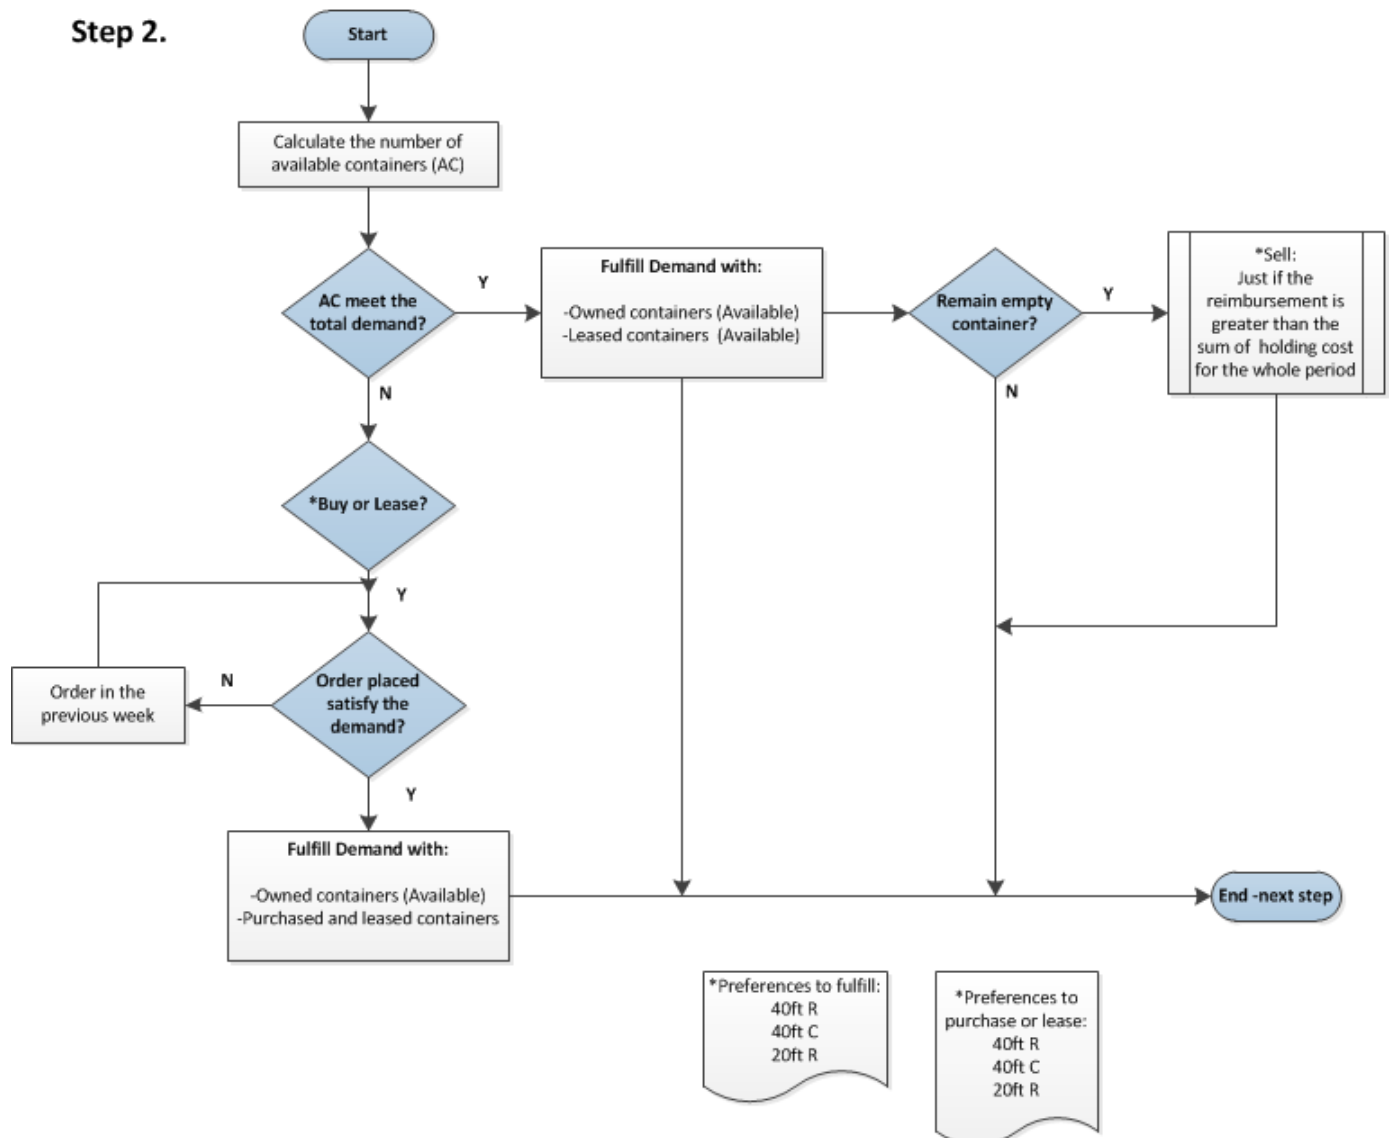 Step 2.
Start
Calculate the number of
available containers (AC)
AC meet the
total demand?
Y
N
Fulfill Demand with:
-Owned containers (Available)
-Leased containers  (Available)
Remain empty
container?
Y
N
*Sell:
Just if the
reimbursement is
greater than the
sum of  holding cost
for the whole period
*Buy or Lease?
Y
Order placed
satisfy the
demand?
N
Order in the
previous week
Y
Fulfill Demand with:
-Owned containers (Available)
-Purchased and leased containers
End -next step
*Preferences to fulfill:
40ft R
40ft C
20ft R
*Preferences to
purchase or lease:
40ft R
40ft C
20ft R